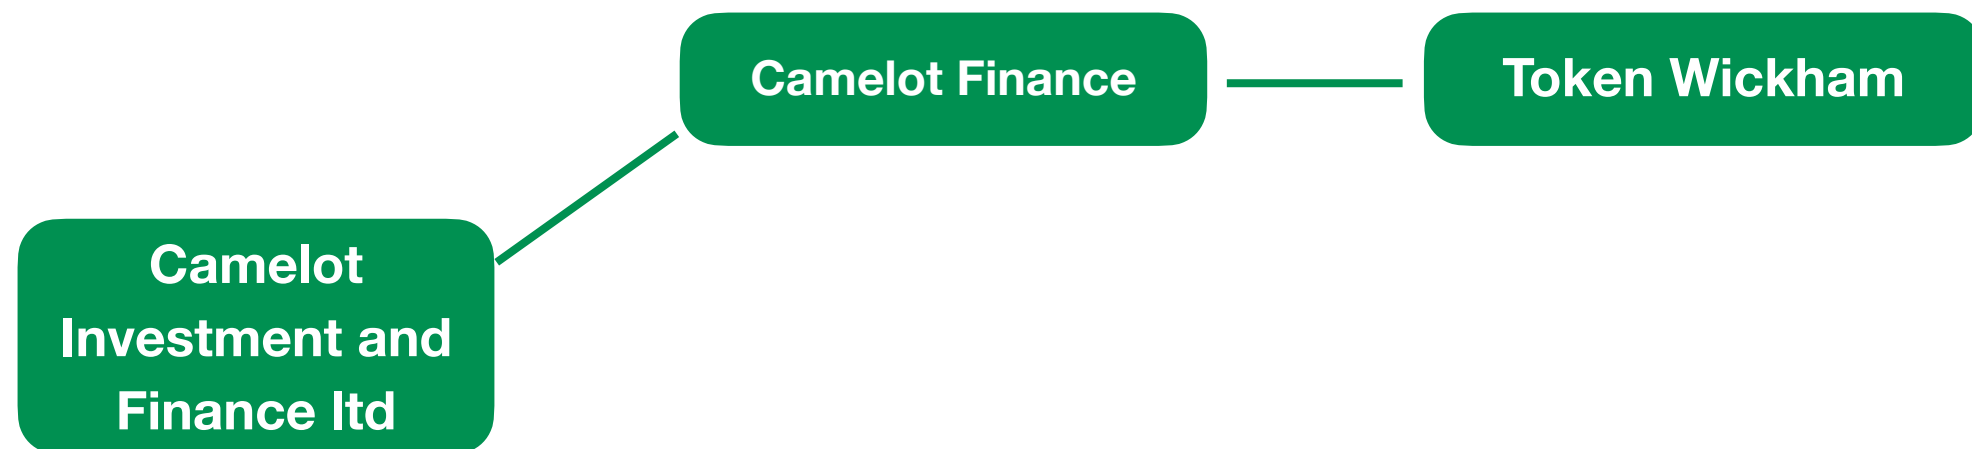 Camelot Finance
Token Wickham
Camelot
Investment and
Finance ltd